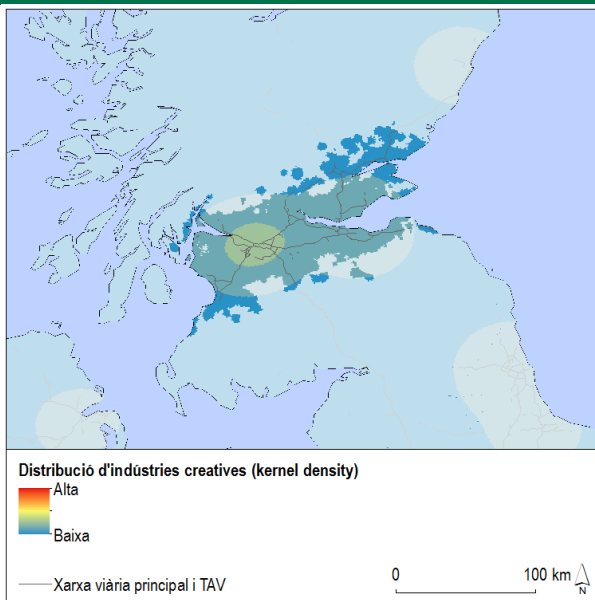 Distribució d'indústries creatives (kernel density)
Alta
Baixa
Xarxa viària principal i TAV
0 100 km
N